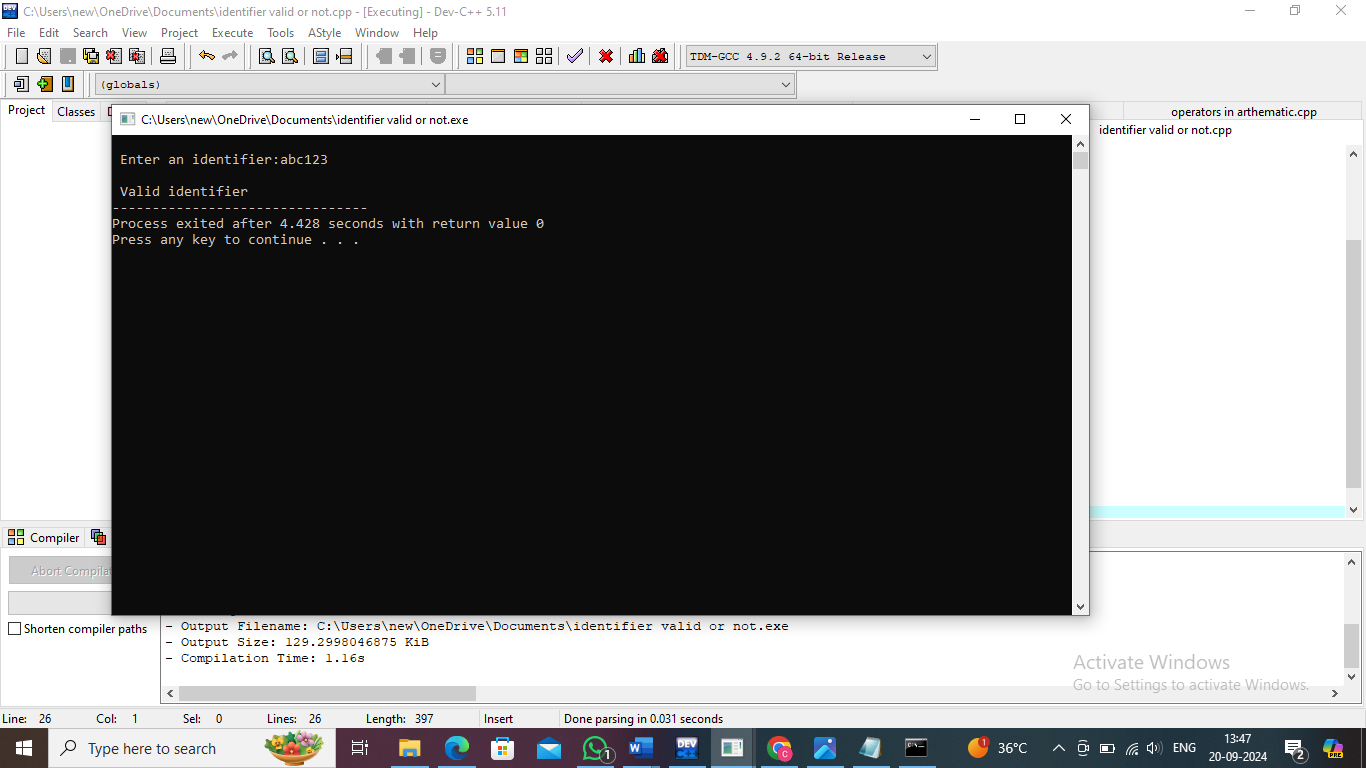 C:\Users\new\OneDrive\Documents\identifier valid or not.cpp - [Executing] - Dev-C++ 5.11
File Edit Search View Project Execute Tools AStyle Window Help
TDM-GCC 4.9.2 64-bit Release
(globals)
Project Classes operators in arthematic.cpp
identifier valid or not.cpp
C:\Users\new\OneDrive\Documents\identifier valid or not.exe
Enter an identifier:abc123
Valid identifier
--------------------------------
Process exited after 4.428 seconds with return value 0
Press any key to continue . . .
Compiler
Abort
Shorten compiler paths
- Output Filename: C:\Users\new\OneDrive\Documents\identifier valid or not.exe
- Output Size: 129.2998046875 KiB
- Compilation Time: 1.16s
Activate Windows
Go to Settings to activate Windows.
Line: 26 Col: 1 Sel: 0 Lines: 26 Length: 397 Insert Done parsing in 0.031 seconds
Type here to search
DEV
1
1
36°C
ENG
13:47
20-09-2024
2
PRE